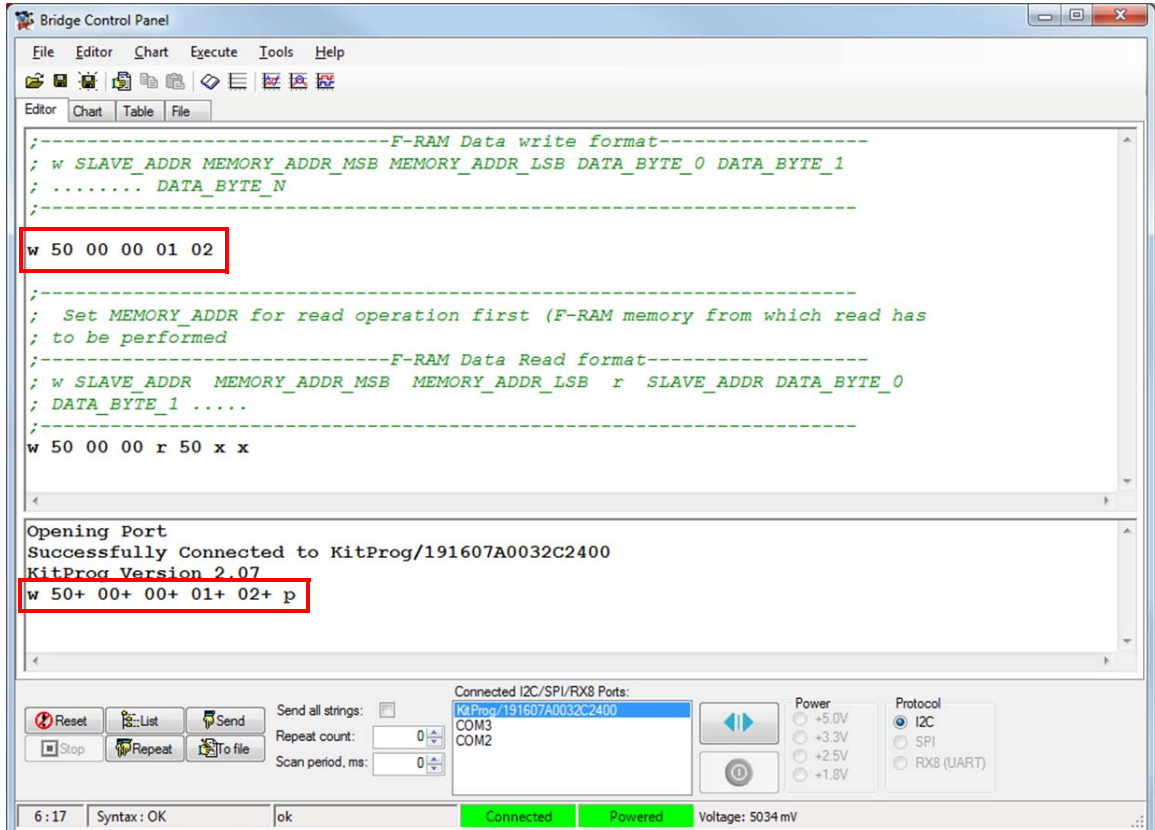 Bridge Control Panel
File Editor Chart Execute Tools Help
Editor Chart Table File
;------------------------------F-RAM Data write format------------------
; w SLAVE_ADDR MEMORY_ADDR_MSB MEMORY_ADDR_LSB DATA_BYTE_0 DATA_BYTE_1
; ........ DATA_BYTE_N
;-------------------------------------------------------------------
w 50 00 00 01 02
;-------------------------------------------------------------------
;  Set MEMORY_ADDR for read operation first (F-RAM memory from which read has
; to be performed
;------------------------------F-RAM Data Read format------------------
; w SLAVE_ADDR  MEMORY_ADDR_MSB  MEMORY_ADDR_LSB  r  SLAVE_ADDR DATA_BYTE_0
; DATA_BYTE_1 .....
;-------------------------------------------------------------------
w 50 00 00 r 50 x x
Opening Port
Successfully Connected to KitProg/191607A0032C2400
KitProg Version 2.07
w 50+ 00+ 00+ 01+ 02+ p
Reset List Send
Stop Repeat To file
Send all strings:
Repeat count: 0
Scan period, ms: 0
Connected I2C/SPI/RX8 Ports:
KitProg/191607A0032C2400
COM3
COM2
Power
+5.0V
+3.3V
+2.5V
+1.8V
Protocol
I2C
SPI
RX8 (UART)
6:17 Syntax : OK ok Connected Powered Voltage: 5034 mV